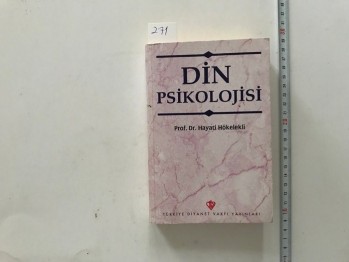 271
DİN
PSİKOLOJİSİ
Prof. Dr. Hayati Hökelekli
TÜRKİYE DİYANET VAKFI YAYINLARI